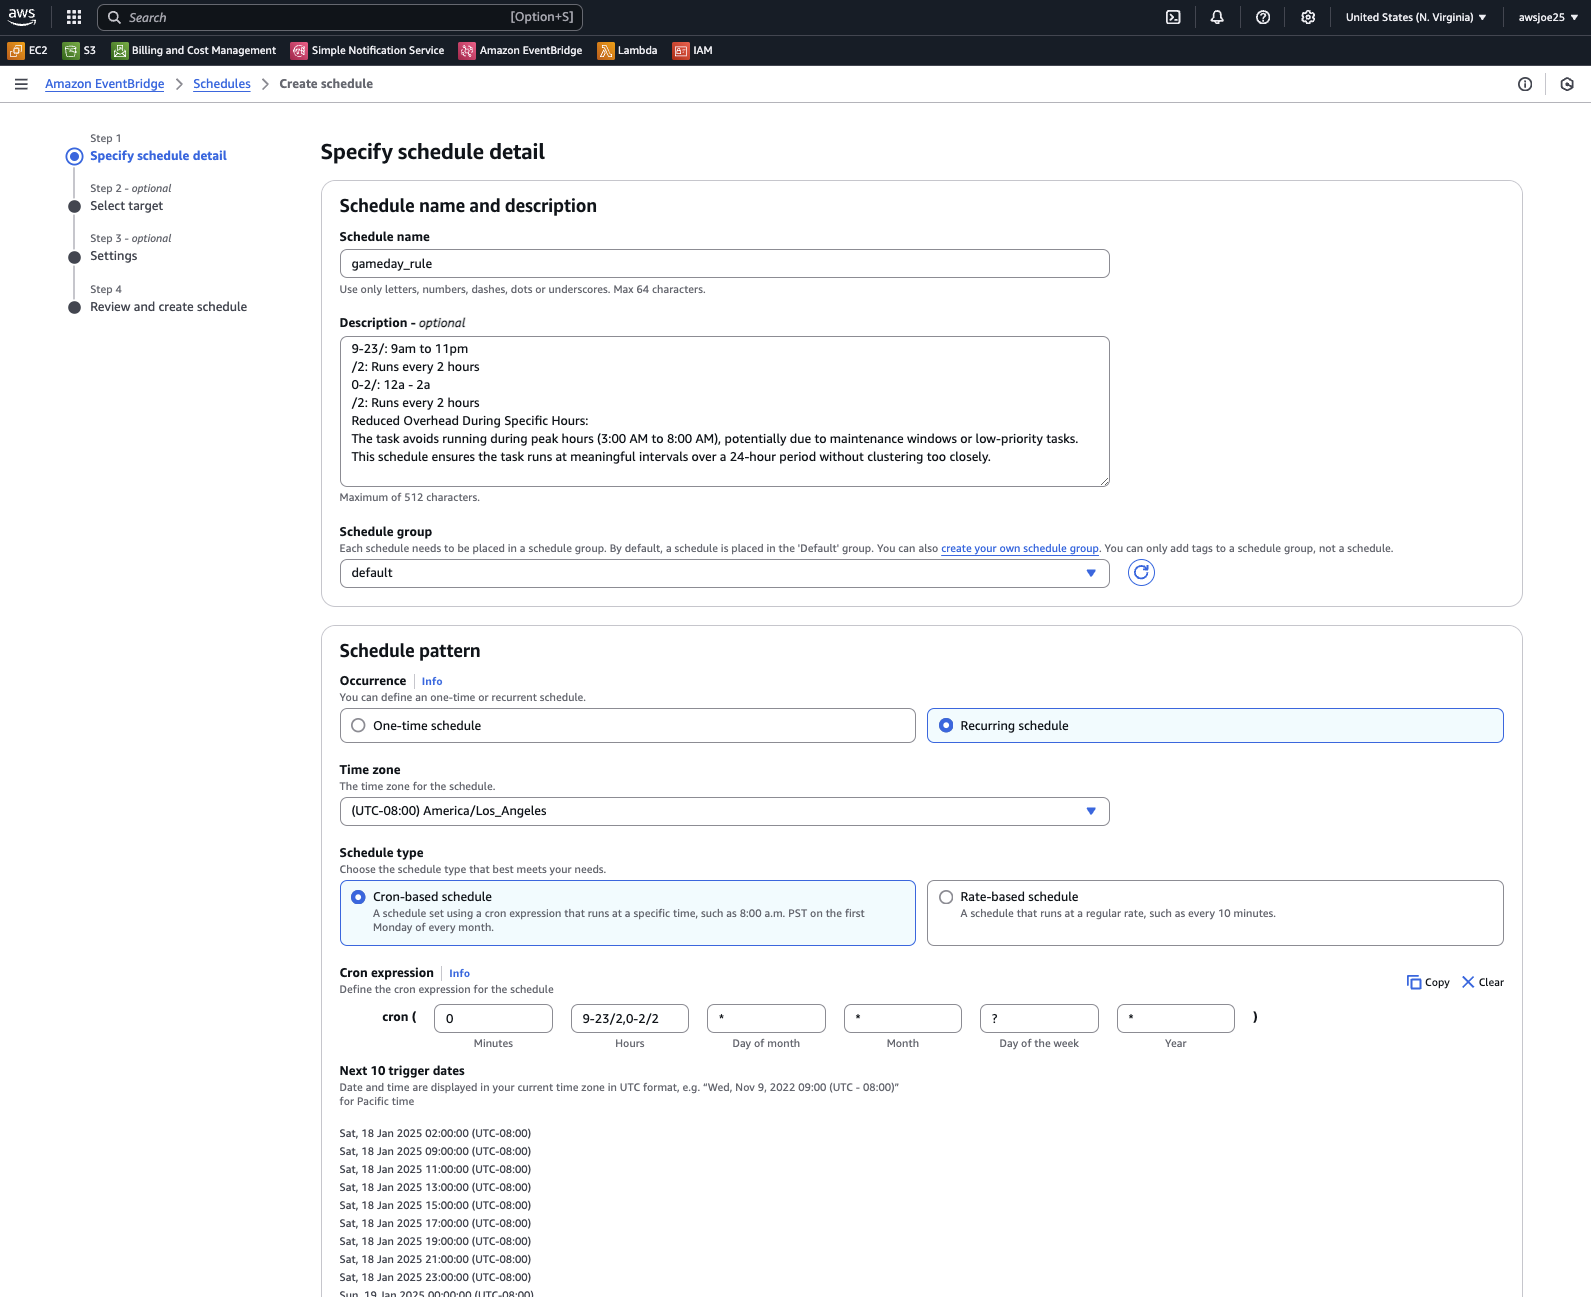 aws
Search [Option+S]
United States (N. Virginia) awsjoe25
EC2 S3 Billing and Cost Management Simple Notification Service Amazon EventBridge Lambda IAM
Amazon EventBridge Schedules Create schedule
Step 1
Specify schedule detail
Step 2 - optional
Select target
Step 3 - optional
Settings
Step 4
Review and create schedule
Specify schedule detail
Schedule name and description
Schedule name
gameday_rule
Use only letters, numbers, dashes, dots or underscores. Max 64 characters.
Description - optional
9-23/: 9am to 11pm
/2: Runs every 2 hours
0-2/: 12a - 2a
/2: Runs every 2 hours
Reduced Overhead During Specific Hours:
The task avoids running during peak hours (3:00 AM to 8:00 AM), potentially due to maintenance windows or low-priority tasks.
This schedule ensures the task runs at meaningful intervals over a 24-hour period without clustering too closely.
Maximum of 512 characters.
Schedule group
Each schedule needs to be placed in a schedule group. By default, a schedule is placed in the 'Default' group. You can also create your own schedule group. You can only add tags to a schedule group, not a schedule.
default
Schedule pattern
Occurrence Info
You can define an one-time or recurrent schedule.
One-time schedule
Recurring schedule
Time zone
The time zone for the schedule.
(UTC-08:00) America/Los_Angeles
Schedule type
Choose the schedule type that best meets your needs.
Cron-based schedule
A schedule set using a cron expression that runs at a specific time, such as 8:00 a.m. PST on the first
Monday of every month.
Rate-based schedule
A schedule that runs at a regular rate, such as every 10 minutes.
Cron expression Info
Define the cron expression for the schedule
Copy Clear
cron ( 0 9-23/2,0-2/2 * * ? * )
Minutes Hours Day of month Month Day of the week Year
Next 10 trigger dates
Date and time are displayed in your current time zone in UTC format, e.g. “Wed, Nov 9, 2022 09:00 (UTC - 08:00)”
for Pacific time
Sat, 18 Jan 2025 02:00:00 (UTC-08:00)
Sat, 18 Jan 2025 09:00:00 (UTC-08:00)
Sat, 18 Jan 2025 11:00:00 (UTC-08:00)
Sat, 18 Jan 2025 13:00:00 (UTC-08:00)
Sat, 18 Jan 2025 15:00:00 (UTC-08:00)
Sat, 18 Jan 2025 17:00:00 (UTC-08:00)
Sat, 18 Jan 2025 19:00:00 (UTC-08:00)
Sat, 18 Jan 2025 21:00:00 (UTC-08:00)
Sat, 18 Jan 2025 23:00:00 (UTC-08:00)
Sun, 19 Jan 2025 00:00:00 (UTC-08:00)